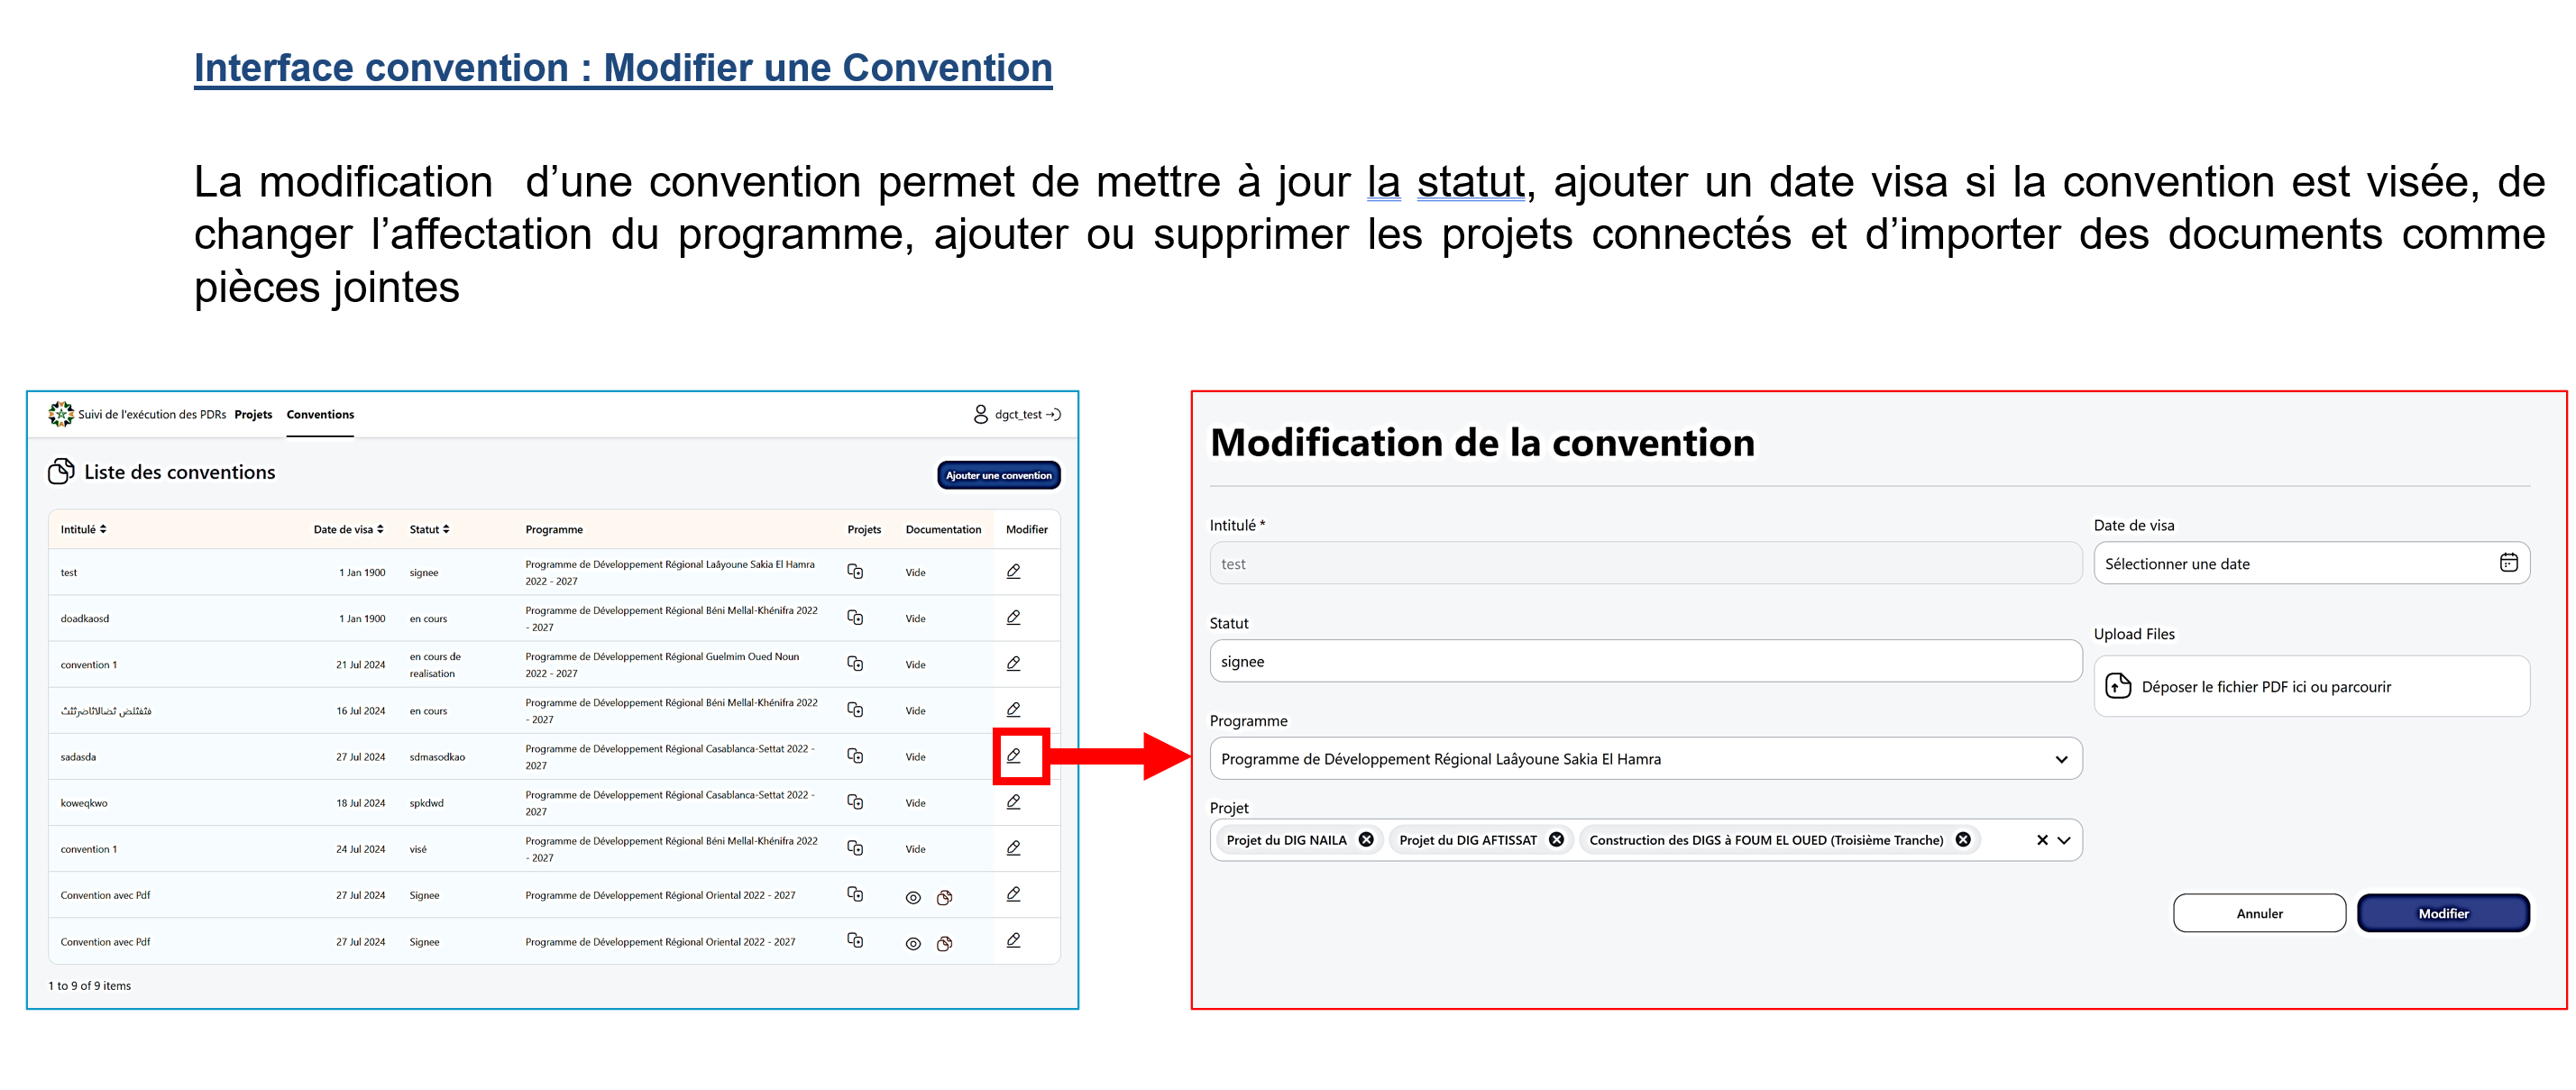 Interface convention : Modifier une Convention
La modification d’une convention permet de mettre à jour la statut, ajouter un date visa si la convention est visée, de
changer l’affectation du programme, ajouter ou supprimer les projets connectés et d’importer des documents comme
pièces jointes
Suivi de l'exécution des PDRs Projets Conventions dgct_test
Liste des conventions Ajouter une convention
Intitulé Date de visa Statut Programme Projets Documentation Modifier
test 1 Jan 1900 signee Programme de Développement Régional Laâyoune Sakia El Hamra
2022 - 2027 Vide
doadkaosd 1 Jan 1900 en cours Programme de Développement Régional Béni Mellal-Khénifra 2022
- 2027 Vide
convention 1 21 Jul 2024 en cours de
realisation Programme de Développement Régional Guelmim Oued Noun
2022 - 2027 Vide
16 Jul 2024 en cours Programme de Développement Régional Béni Mellal-Khénifra 2022
- 2027 Vide
sadasda 27 Jul 2024 sdmasodkao Programme de Développement Régional Casablanca-Settat 2022 -
2027 Vide
koweqkwo 18 Jul 2024 spkdwd Programme de Développement Régional Casablanca-Settat 2022 -
2027 Vide
convention 1 24 Jul 2024 visé Programme de Développement Régional Béni Mellal-Khénifra 2022
- 2027 Vide
Convention avec Pdf 27 Jul 2024 Signee Programme de Développement Régional Oriental 2022 - 2027
Convention avec Pdf 27 Jul 2024 Signee Programme de Développement Régional Oriental 2022 - 2027
1 to 9 of 9 items
Modification de la convention
Intitulé *
test
Date de visa
Sélectionner une date
Statut
signee
Upload Files
Déposer le fichier PDF ici ou parcourir
Programme
Programme de Développement Régional Laâyoune Sakia El Hamra
Projet
Projet du DIG NAILA Projet du DIG AFTISSAT Construction des DIGS à FOUM EL OUED (Troisième Tranche)
Annuler Modifier